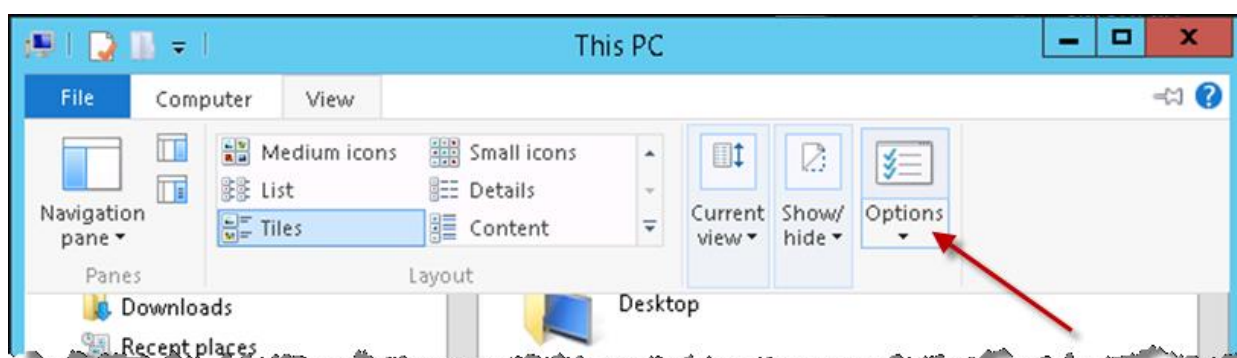 This PC
File Computer View
Medium icons Small icons
List Details
Tiles Content
Navigation pane
Current view
Show/ hide
Options
Panes Layout
Downloads Desktop
Recent places